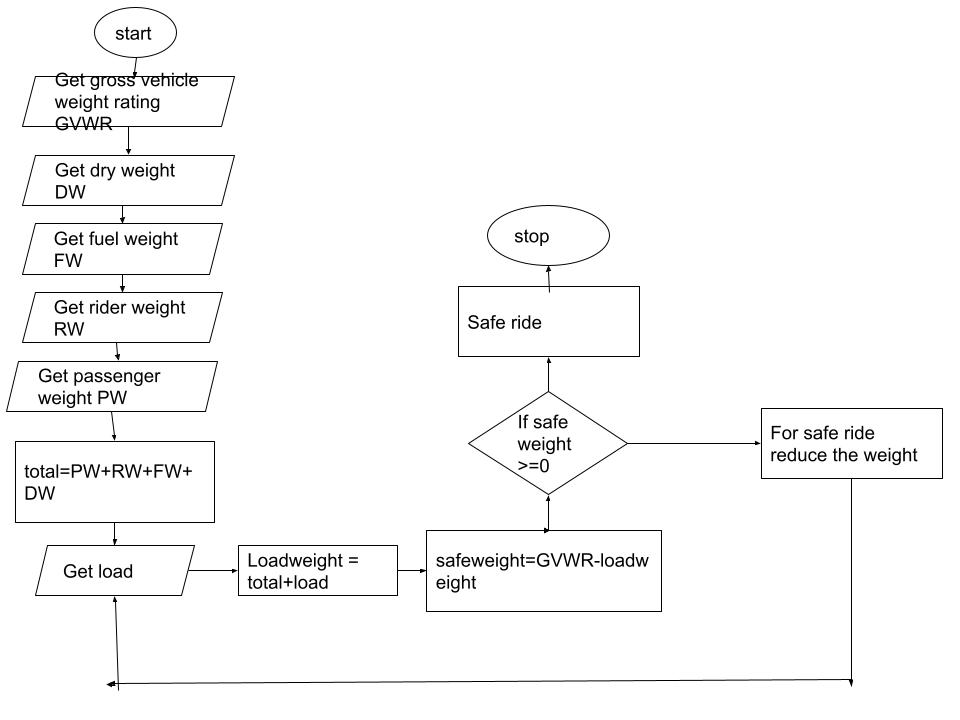 start
Get gross vehicle
weight rating
GVWR
Get dry weight
DW
Get fuel weight
FW
Get rider weight
RW
Get passenger
weight PW
total=PW+RW+FW+
DW
Get load
Loadweight =
total+load
safeweight=GVWR-loadw
eight
If safe
weight
>=0
For safe ride
reduce the weight
Safe ride
stop